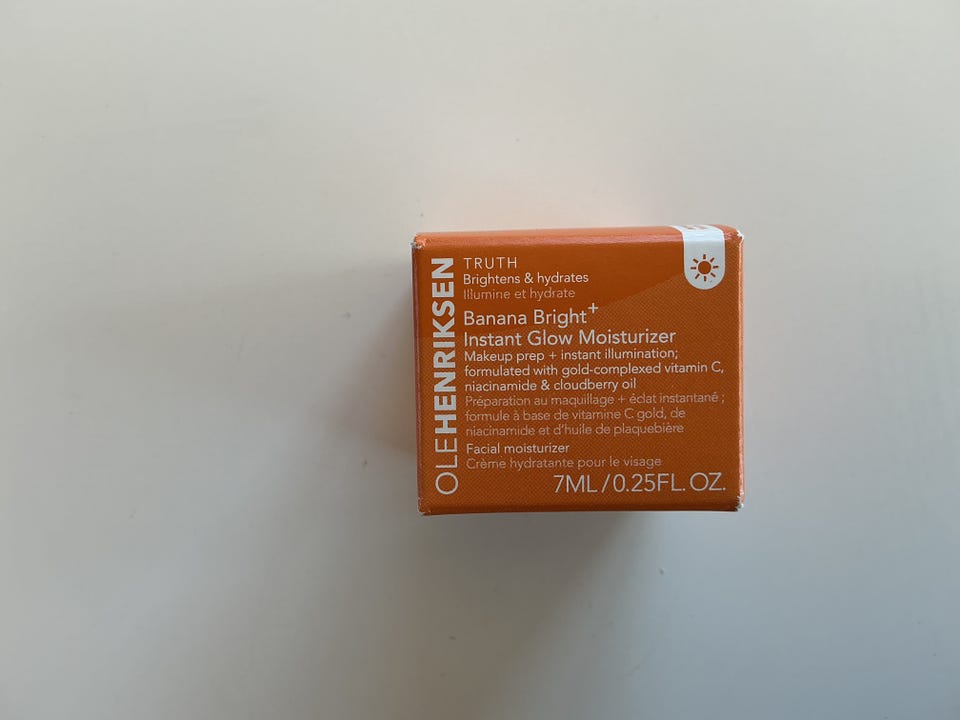 OLEHENRIKSEN
TRUTH
Brightens & hydrates
Illumine et hydrate
Banana Bright+
Instant Glow Moisturizer
Makeup prep + instant illumination;
formulated with gold-complexed vitamin C,
niacinamide & cloudberry oil
Préparation au maquillage + éclat instantané ;
formule à base de vitamine C gold, de
niacinamide et d'huile de plaquebière
Facial moisturizer
Crème hydratante pour le visage
7ML/0.25FL. OZ.